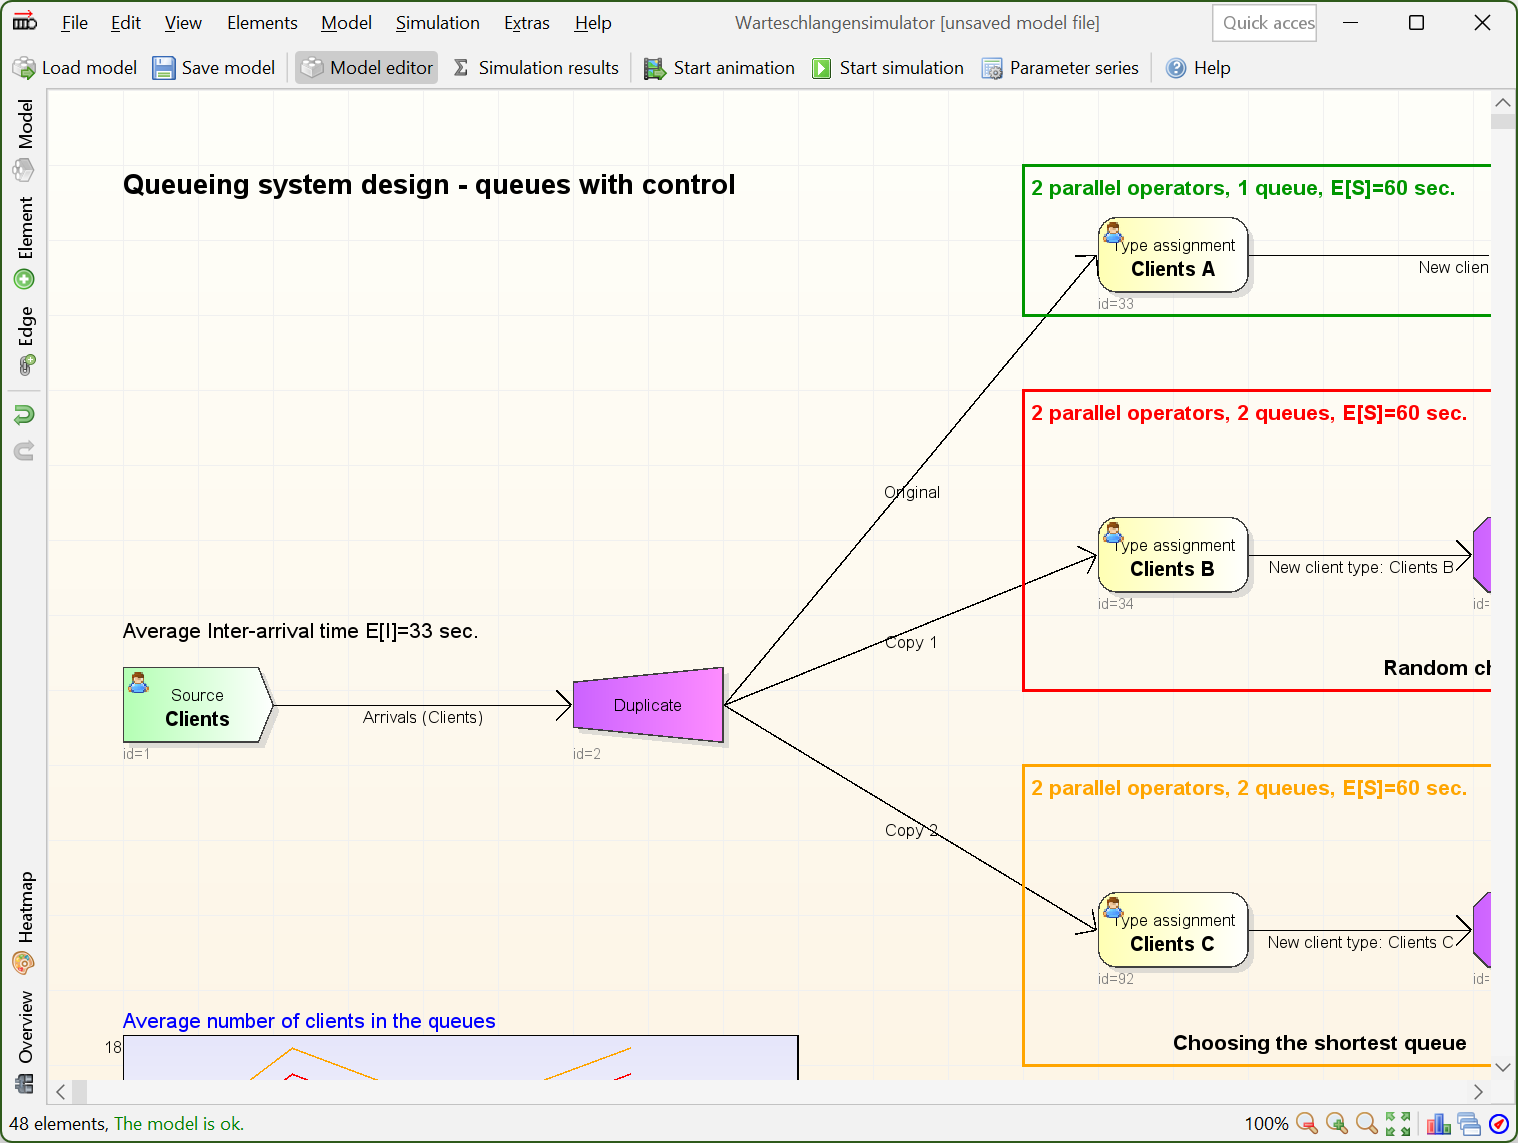 File Edit View Elements Model Simulation Extras Help Warteschlangensimulator [unsaved model file] Quick acces
Load model Save model Model editor Simulation results Start animation Start simulation Parameter series Help
Model
Element
Edge
Heatmap
Overview
Queueing system design - queues with control
2 parallel operators, 1 queue, E[S]=60 sec.
Type assignment
Clients A
New clien
id=33
2 parallel operators, 2 queues, E[S]=60 sec.
Original
Type assignment
Clients B
New client type: Clients B
id=34
id=
Average Inter-arrival time E[I]=33 sec.
Copy 1
Random ch
Source
Clients
Arrivals (Clients)
Duplicate
id=1
id=2
2 parallel operators, 2 queues, E[S]=60 sec.
Copy 2
Type assignment
Clients C
New client type: Clients C
id=92
id=
Average number of clients in the queues
18
Choosing the shortest queue
48 elements, The model is ok.
100%